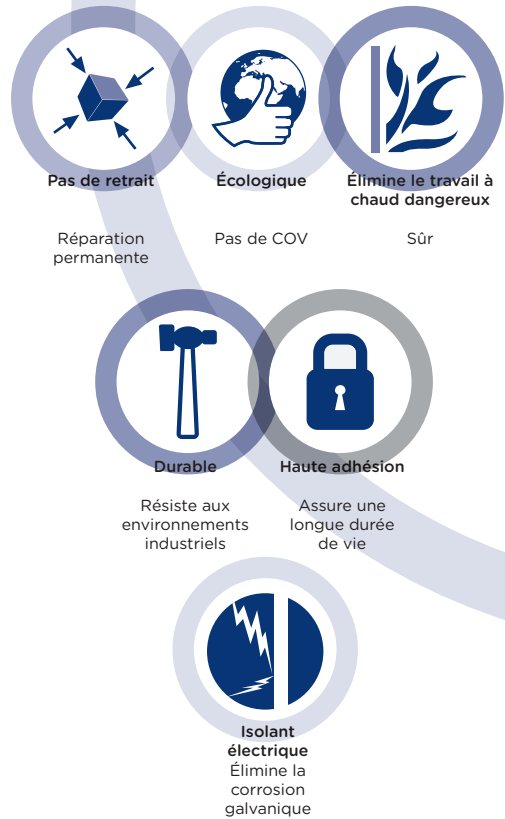 Pas de retrait
Réparation
permanente
Écologique
Pas de COV
Élimine le travail à
chaud dangereux
Sûr
Durable
Résiste aux
environnements
industriels
Haute adhésion
Assure une
longue durée
de vie
Isolant
électrique
Élimine la
corrosion
galvanique